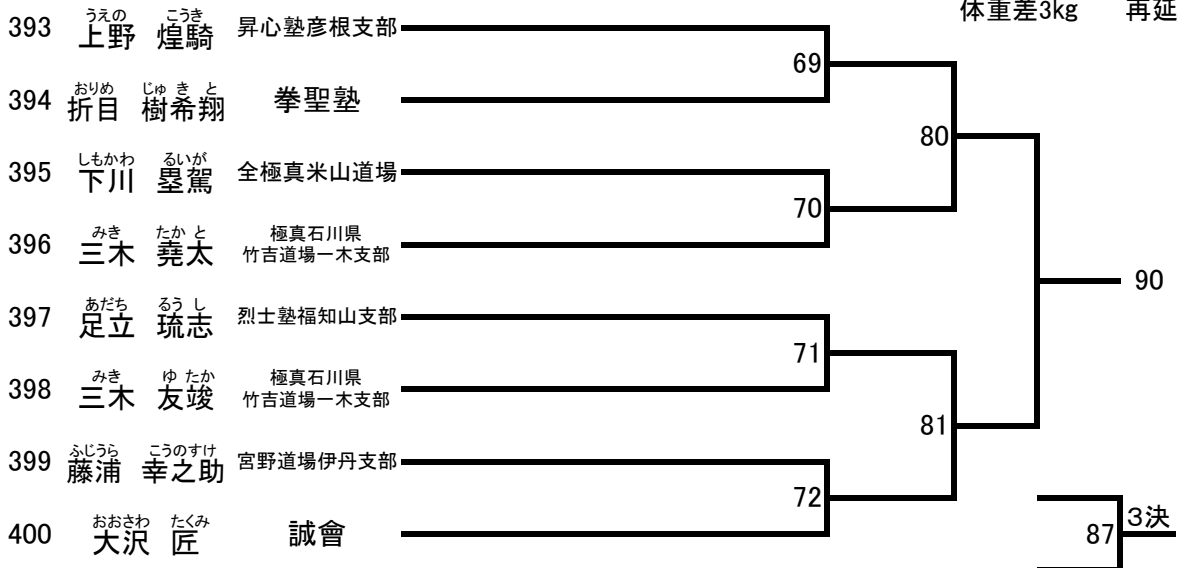 体重差3kg 再延
うえの こうき
393 上野 煌騎 昇心塾彦根支部
69
おりめ じゅ き と
394 折目 樹希翔 拳聖塾
80
しもかわ るいが
395 下川 塁駕 全極真米山道場
70
みき たか と
396 三木 堯太 極真石川県
竹吉道場一木支部
90
あだち るう し
397 足立 琉志 烈士塾福知山支部
71
みき ゆ たか
398 三木 友竣 極真石川県
竹吉道場一木支部
81
ふじうら こうのすけ
399 藤浦 幸之助 宮野道場伊丹支部
72
おおさわ たくみ
400 大沢 匠 誠會
87 3決